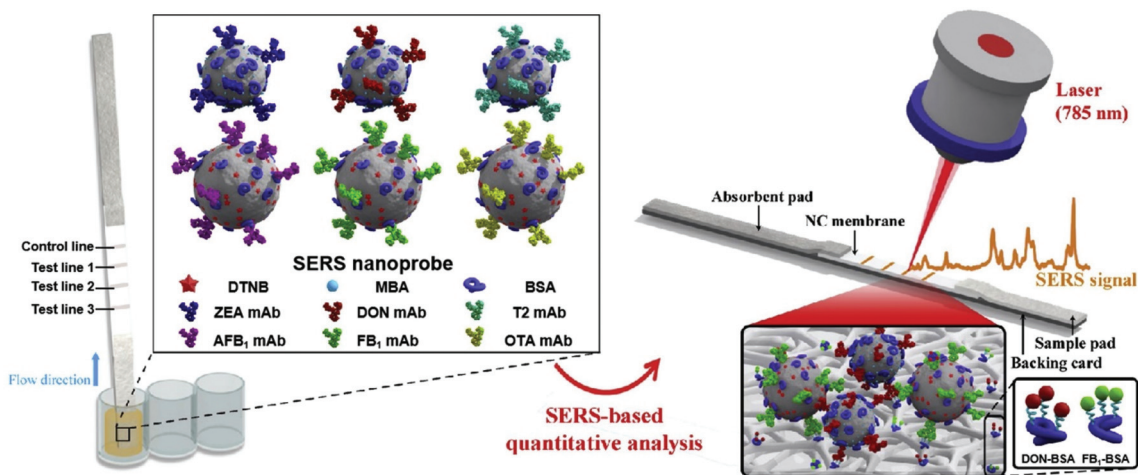 Control line
Test line 1
Test line 2
Test line 3
Flow direction
SERS nanoprobe
DTNB
MBA
BSA
ZEA mAb
DON mAb
T2 mAb
AFB₁ mAb
FB₁ mAb
OTA mAb
SERS-based
quantitative analysis
Laser
(785 nm)
Absorbent pad
NC membrane
SERS signal
Sample pad
Backing card
DON-BSA
FB₁-BSA